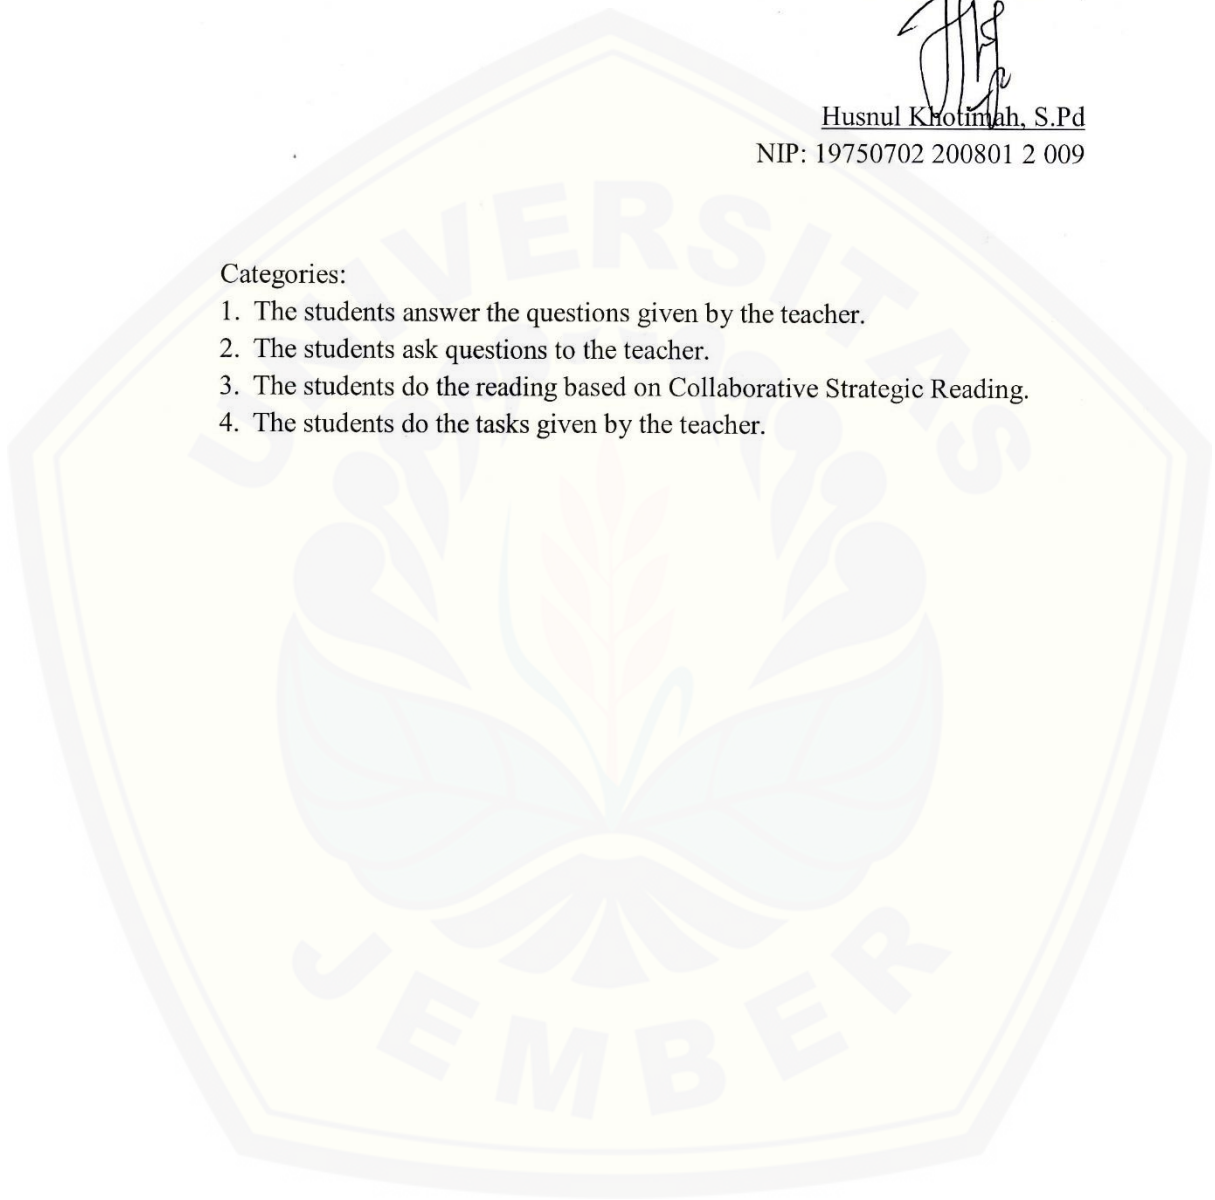 Husnul Khotimah, S.Pd
NIP: 19750702 200801 2 009
Categories:
1. The students answer the questions given by the teacher.
2. The students ask questions to the teacher.
3. The students do the reading based on Collaborative Strategic Reading.
4. The students do the tasks given by the teacher.
UNIVERSITAS
JEMBER